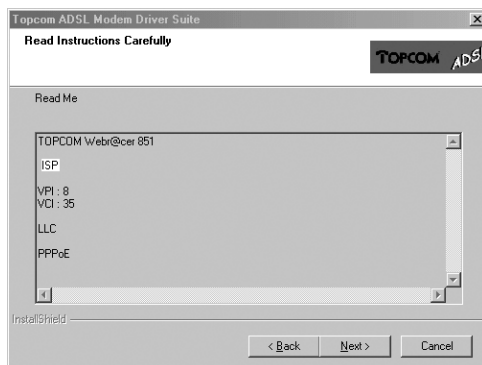 Topcom ADSL Modem Driver Suite
Read Instructions Carefully
TOPCOM ADSL
Read Me
TOPCOM Webr@cer 851
ISP
VPI : 8
VCI : 35
LLC
PPPoE
InstallShield
< Back Next > Cancel